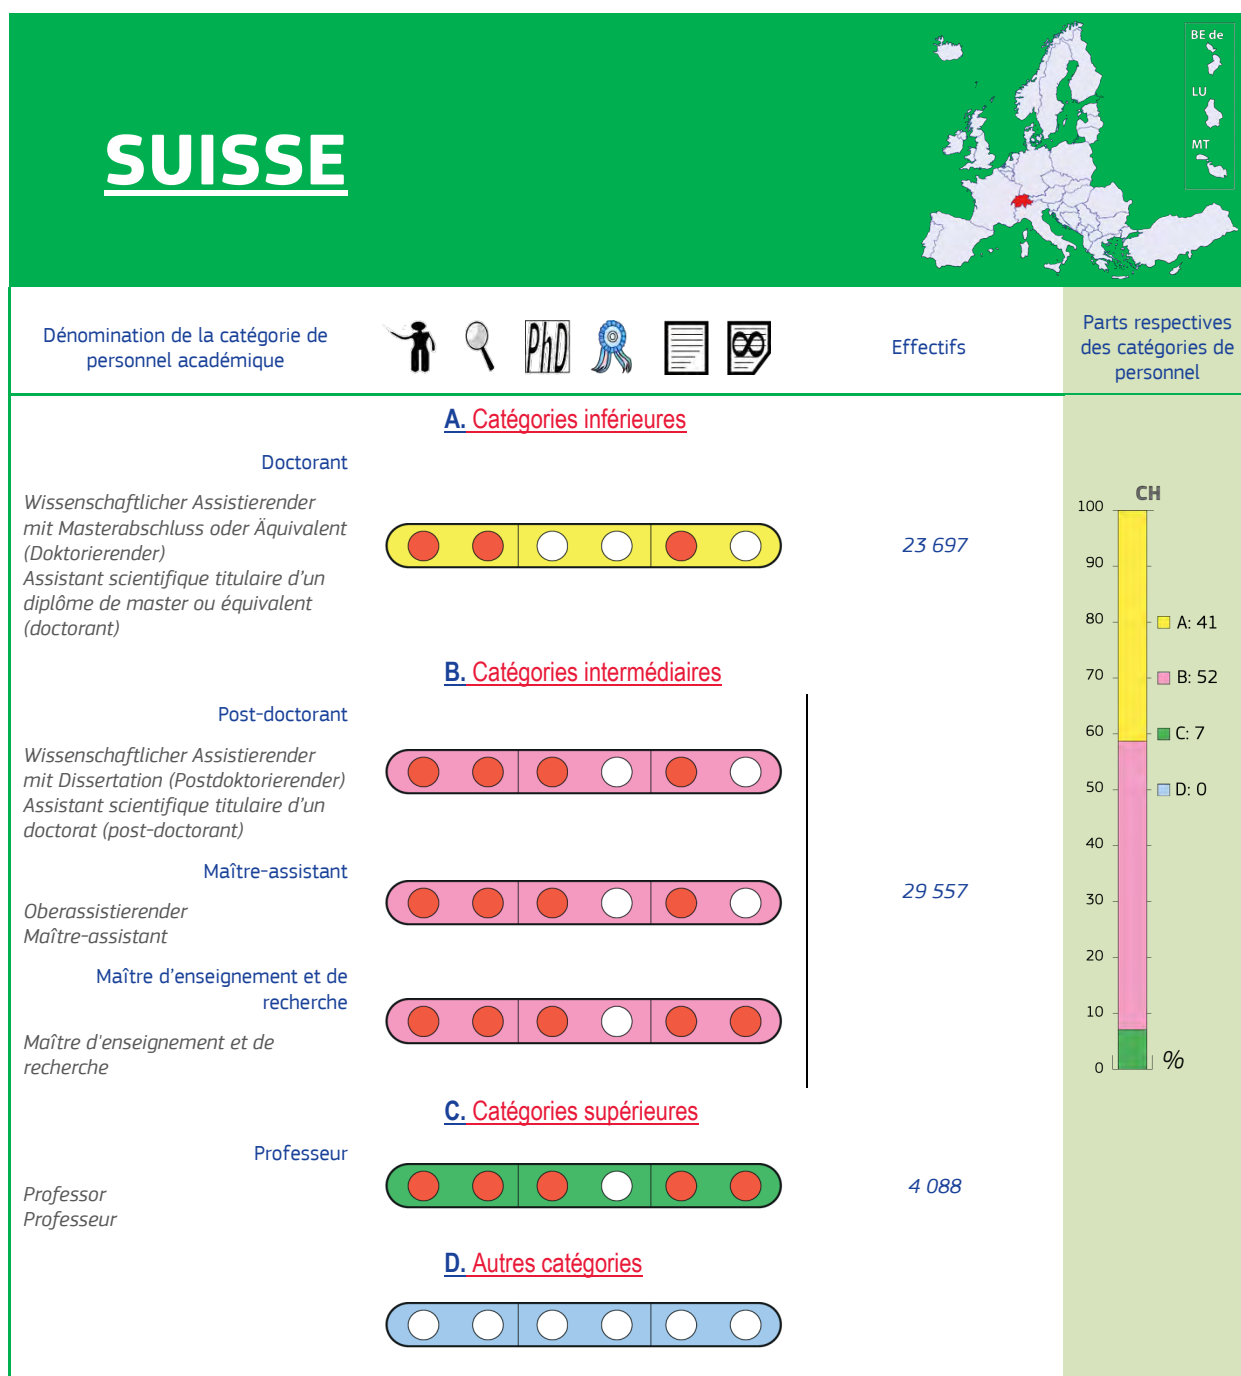 SUISSE
BE de
LU
MT
Dénomination de la catégorie de
personnel académique
PhD
Effectifs
Parts respectives
des catégories de
personnel
A. Catégories inférieures
Doctorant
Wissenschaftlicher Assistierender
mit Masterabschluss oder Äquivalent
(Doktorierender)
Assistant scientifique titulaire d'un
diplôme de master ou équivalent
(doctorant)
23 697
B. Catégories intermédiaires
Post-doctorant
Wissenschaftlicher Assistierender
mit Dissertation (Postdoktorierender)
Assistant scientifique titulaire d'un
doctorat (post-doctorant)
Maître-assistant
Oberassistierender
Maître-assistant
29 557
Maître d'enseignement et de
recherche
Maître d'enseignement et de
recherche
C. Catégories supérieures
Professeur
Professor
Professeur
4 088
D. Autres catégories
CH
100
90
80
70
60
50
40
30
20
10
0
%
A: 41
B: 52
C: 7
D: 0